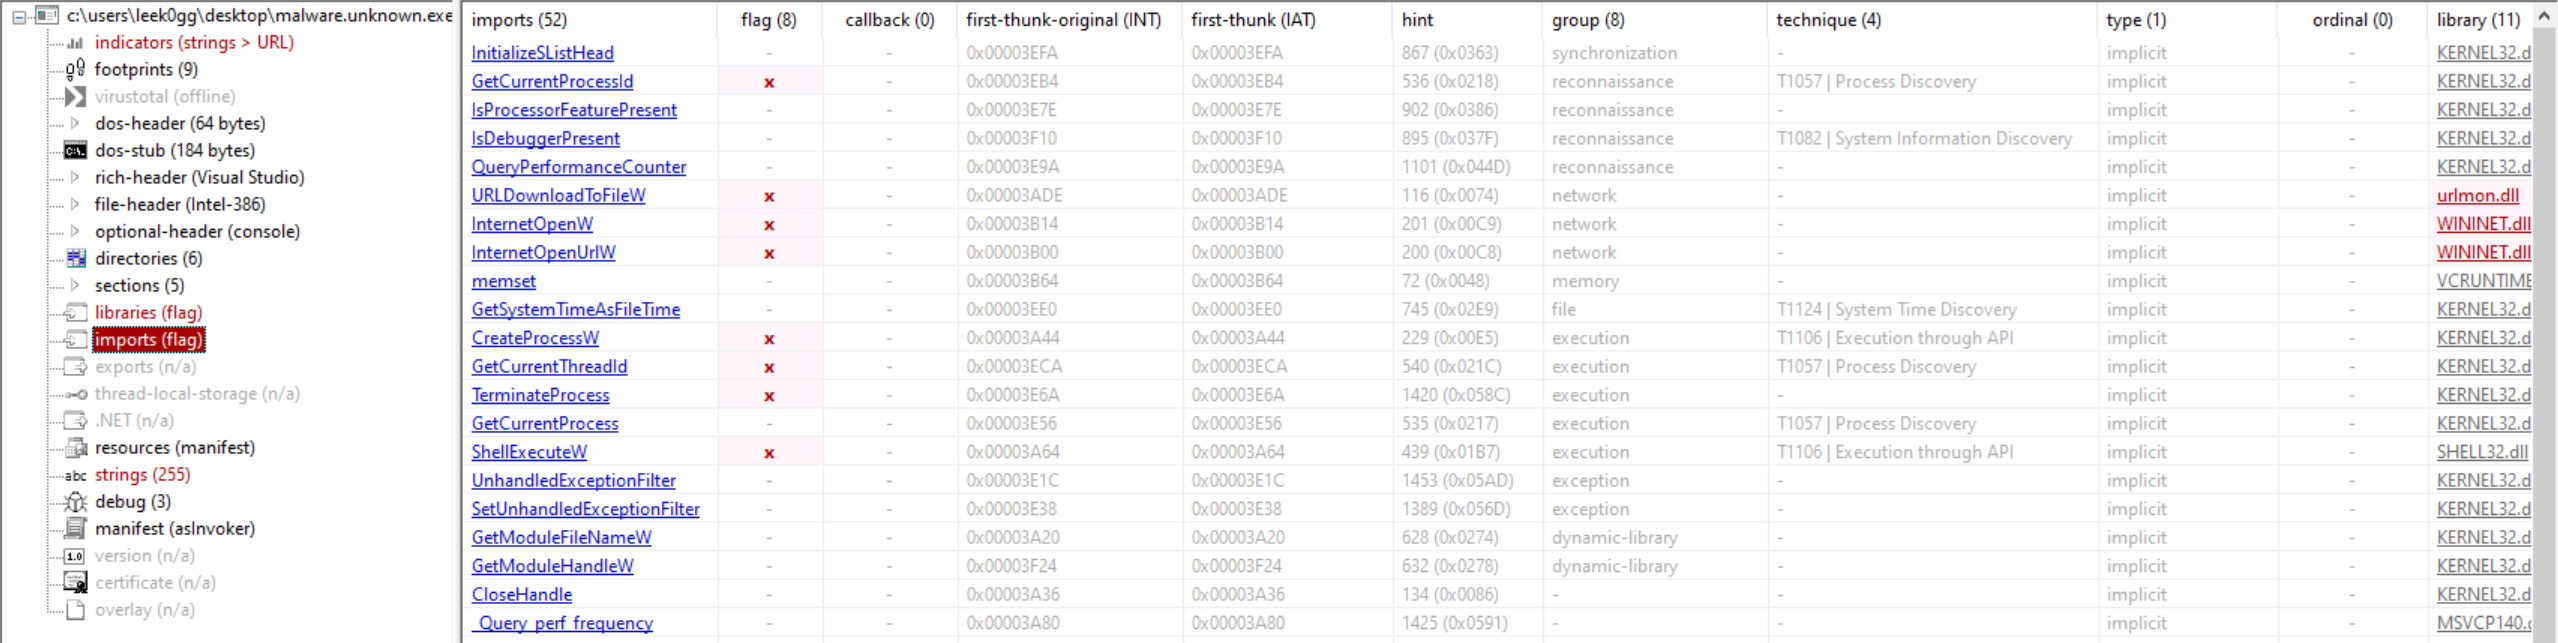 c:\users\leek0gg\desktop\malware.unknown.exe
indicators (strings > URL)
footprints (9)
virustotal (offline)
dos-header (64 bytes)
dos-stub (184 bytes)
rich-header (Visual Studio)
file-header (Intel-386)
optional-header (console)
directories (6)
sections (5)
libraries (flag)
imports (flag)
exports (n/a)
thread-local-storage (n/a)
.NET (n/a)
resources (manifest)
abc strings (255)
debug (3)
manifest (asInvoker)
1.0 version (n/a)
certificate (n/a)
overlay (n/a)
imports (52) flag (8) callback (0) first-thunk-original (INT) first-thunk (IAT) hint group (8) technique (4) type (1) ordinal (0) library (11)
InitializeSListHead - - 0x00003EFA 0x00003EFA 867 (0x0363) synchronization - implicit - KERNEL32.d
GetCurrentProcessId x - 0x00003EB4 0x00003EB4 536 (0x0218) reconnaissance T1057 | Process Discovery implicit - KERNEL32.d
IsProcessorFeaturePresent - - 0x00003E7E 0x00003E7E 902 (0x0386) reconnaissance - implicit - KERNEL32.d
IsDebuggerPresent - - 0x00003F10 0x00003F10 895 (0x037F) reconnaissance T1082 | System Information Discovery implicit - KERNEL32.d
QueryPerformanceCounter - - 0x00003E9A 0x00003E9A 1101 (0x044D) reconnaissance - implicit - KERNEL32.d
URLDownloadToFileW x - 0x00003ADE 0x00003ADE 116 (0x0074) network - implicit - urlmon.dll
InternetOpenW x - 0x00003B14 0x00003B14 201 (0x00C9) network - implicit - WININET.dll
InternetOpenUrlW x - 0x00003B00 0x00003B00 200 (0x00C8) network - implicit - WININET.dll
memset - - 0x00003B64 0x00003B64 72 (0x0048) memory - implicit - VCRUNTIME
GetSystemTimeAsFileTime - - 0x00003EE0 0x00003EE0 745 (0x02E9) file T1124 | System Time Discovery implicit - KERNEL32.d
CreateProcessW x - 0x00003A44 0x00003A44 229 (0x00E5) execution T1106 | Execution through API implicit - KERNEL32.d
GetCurrentThreadId x - 0x00003ECA 0x00003ECA 540 (0x021C) execution T1057 | Process Discovery implicit - KERNEL32.d
TerminateProcess x - 0x00003E6A 0x00003E6A 1420 (0x058C) execution - implicit - KERNEL32.d
GetCurrentProcess - - 0x00003E56 0x00003E56 535 (0x0217) execution T1057 | Process Discovery implicit - KERNEL32.d
ShellExecuteW x - 0x00003A64 0x00003A64 439 (0x01B7) execution T1106 | Execution through API implicit - SHELL32.dll
UnhandledExceptionFilter - - 0x00003E1C 0x00003E1C 1453 (0x05AD) exception - implicit - KERNEL32.d
SetUnhandledExceptionFilter - - 0x00003E38 0x00003E38 1389 (0x056D) exception - implicit - KERNEL32.d
GetModuleFileNameW - - 0x00003A20 0x00003A20 628 (0x0274) dynamic-library - implicit - KERNEL32.d
GetModuleHandleW - - 0x00003F24 0x00003F24 632 (0x0278) dynamic-library - implicit - KERNEL32.d
CloseHandle - - 0x00003A36 0x00003A36 134 (0x0086) - - implicit - KERNEL32.d
_Query_perf_frequency - - 0x00003A80 0x00003A80 1425 (0x0591) - - implicit - MSVCP140.